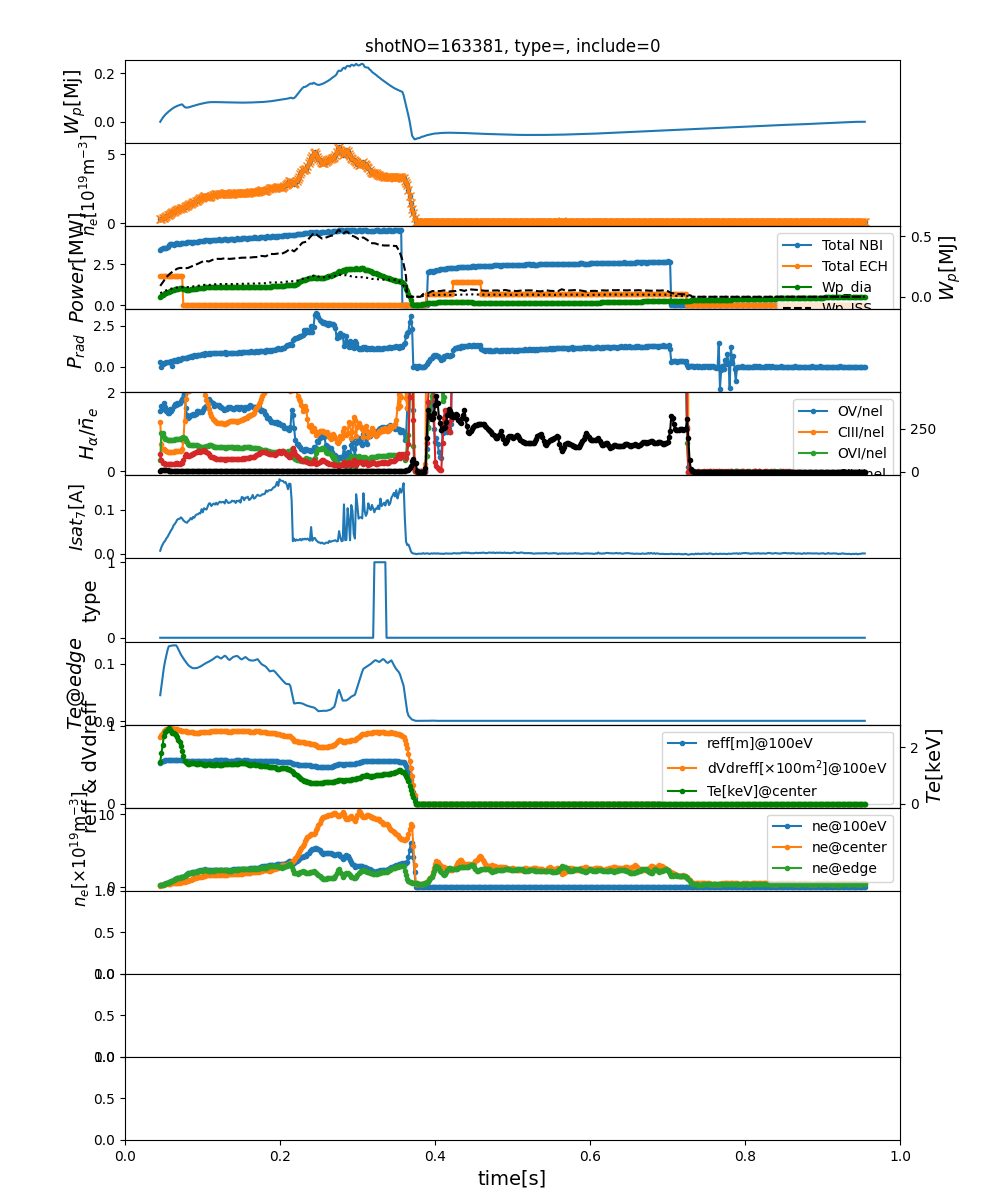 shotNO=163381, type=, include=0
W_p[Mj]
0.2
0.0
n_e[10^19 m^-3]
5
0
Power[MW]
2.5
0.0
0.5
0.0
W_p[MJ]
Total NBI
Total ECH
Wp_dia
Wp_ISS
P_rad
2.5
0.0
H_α/n̄_e
2
0
250
0
OV/nel
CIII/nel
OVI/nel
Isat_7[A]
0.1
0.0
type
1
0
Te@edge
0.1
0.0
reff & dVdreff
1
0
2
0
Te[keV]
reff[m]@100eV
dVdreff[×100m^2]@100eV
Te[keV]@center
n_e[×10^19 m^-3]
10
0
ne@100eV
ne@center
ne@edge
1.0
0.5
0.0
1.0
0.5
0.0
1.0
0.5
0.0
0.0 0.2 0.4 0.6 0.8 1.0
time[s]